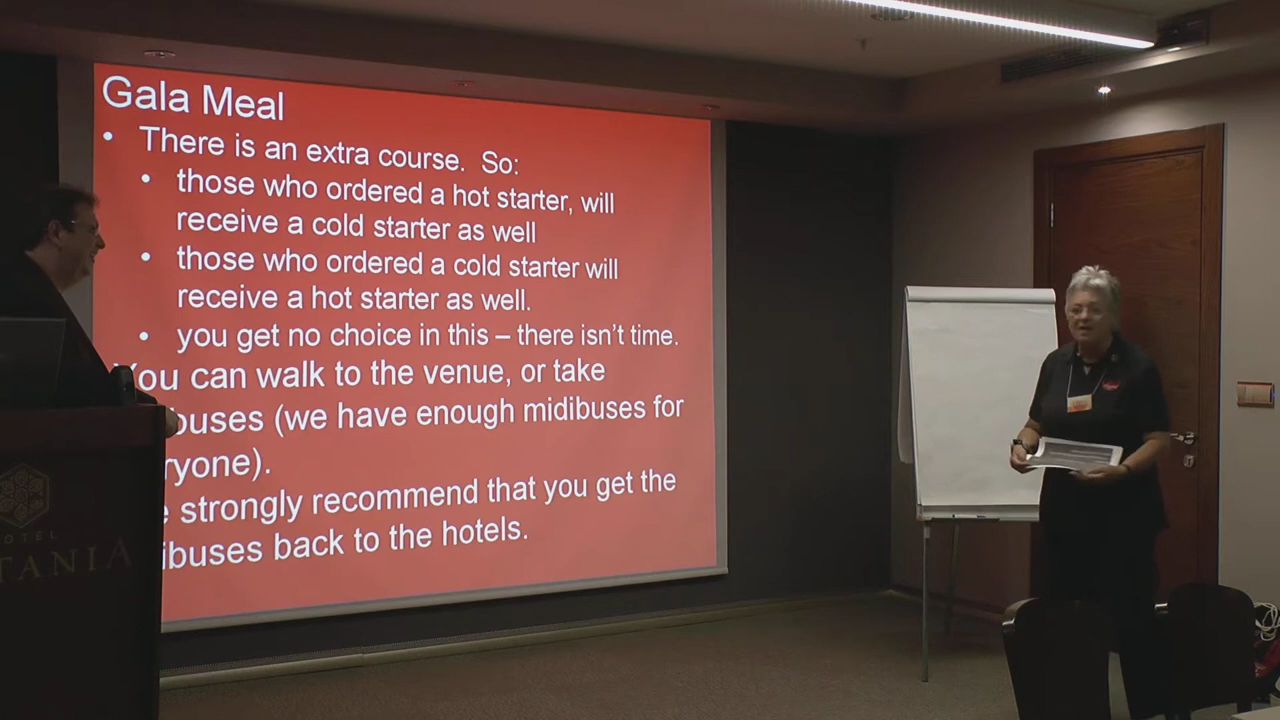 Gala Meal
• There is an extra course. So:
• those who ordered a hot starter, will
receive a cold starter as well
• those who ordered a cold starter will
receive a hot starter as well.
• you get no choice in this – there isn't time.
You can walk to the venue, or take
buses (we have enough midibuses for
ryone).
strongly recommend that you get the
ibuses back to the hotels.
OTEL
TANIA